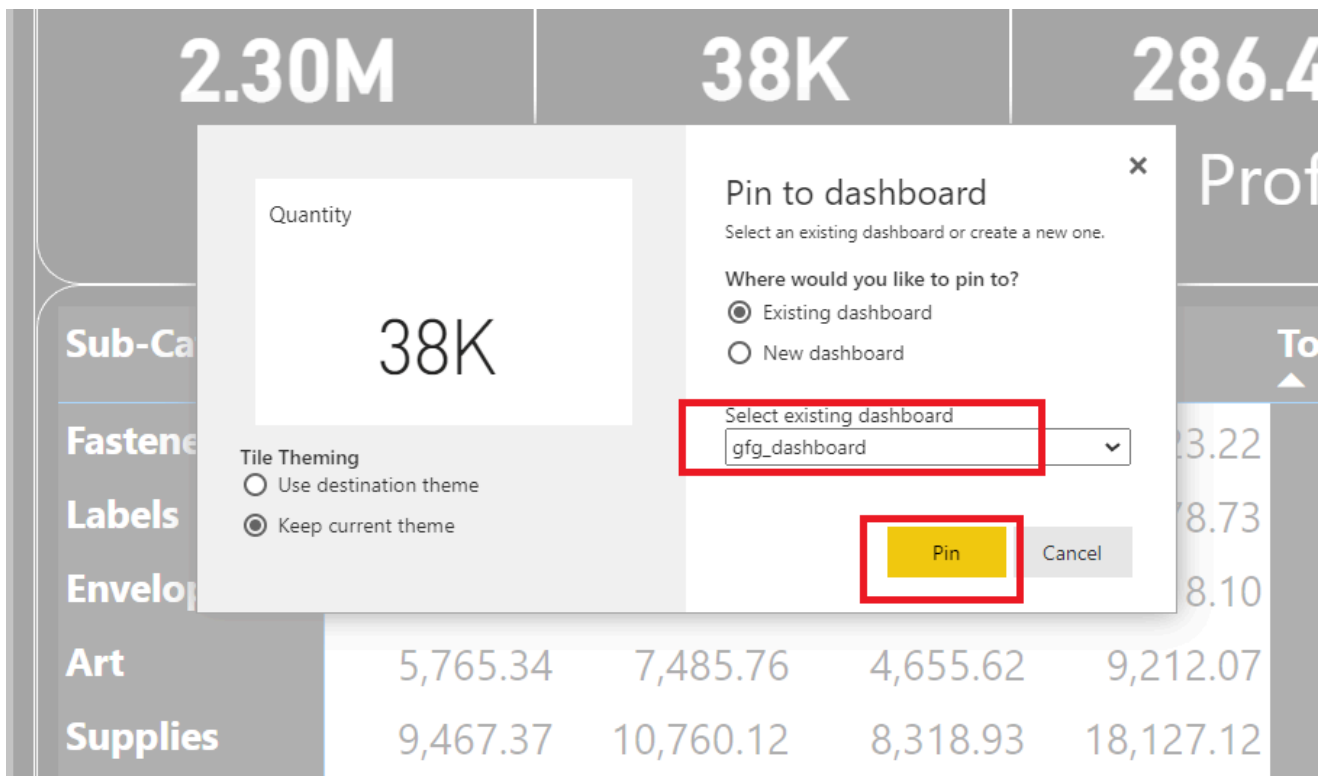 2.30M 38K 286.4
Prof
Quantity
38K
Tile Theming
Use destination theme
Keep current theme
Pin to dashboard
Select an existing dashboard or create a new one.
Where would you like to pin to?
Existing dashboard
New dashboard
Select existing dashboard
gfg_dashboard
Pin Cancel
Sub-Ca To
Fastene 23.22
Labels 78.73
Envelop 8.10
Art 5,765.34 7,485.76 4,655.62 9,212.07
Supplies 9,467.37 10,760.12 8,318.93 18,127.12